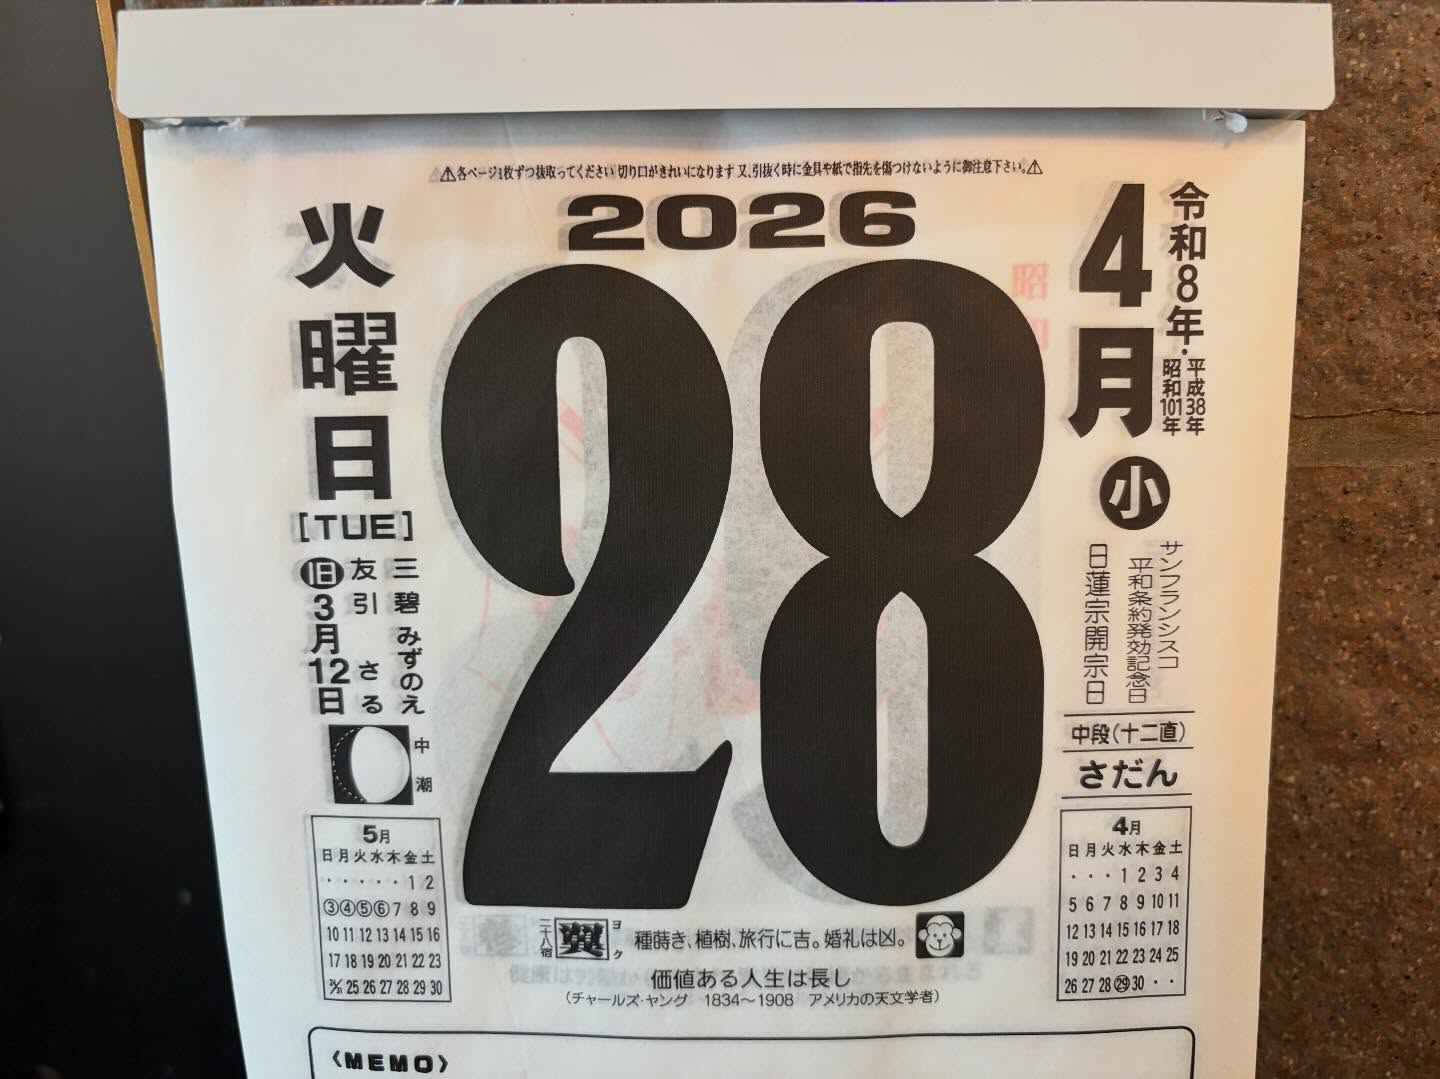 ⚠各ページ1枚ずつ抜取ってください 切り口がきれいになります 又、引抜く時に金具や紙で指先を傷つけないように御注意下さい。⚠
2026
令和8年・平成38年
昭和101年
4月
小
サンフランシスコ
平和条約発効記念日
日蓮宗開宗日
中段(十二直)
さだん
28
火曜日
[TUE]
三碧 みずのえ
友引 さる
旧3月12日
中潮
5月
日月火水木金土
・・・・・1 2
③④⑤⑥7 8 9
10 11 12 13 14 15 16
17 18 19 20 21 22 23
24/31 25 26 27 28 29 30
4月
日月火水木金土
・・・1 2 3 4
5 6 7 8 9 10 11
12 13 14 15 16 17 18
19 20 21 22 23 24 25
26 27 28 ㉙ 30 ・・
二十八宿 翼 ヨク
種蒔き、植樹、旅行に吉。婚礼は凶。
価値ある人生は長し
(チャールズ・ヤング 1834〜1908 アメリカの天文学者)
〈MEMO〉